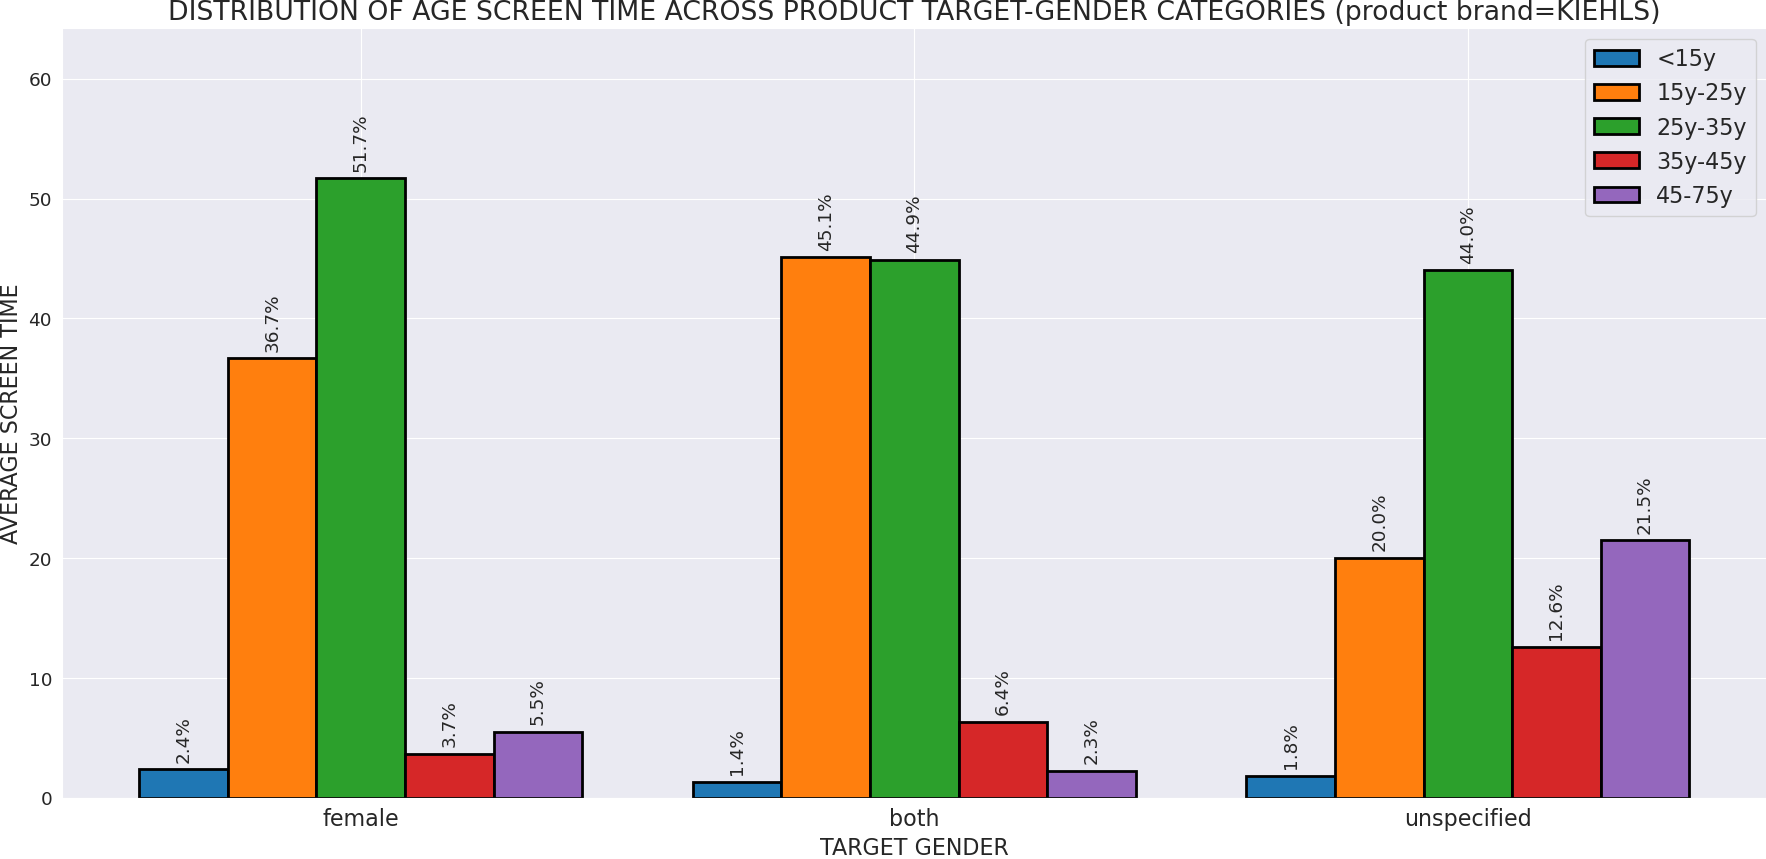 DISTRIBUTION OF AGE SCREEN TIME ACROSS PRODUCT TARGET-GENDER CATEGORIES (product brand=KIEHLS)
AVERAGE SCREEN TIME
60
50
40
30
20
10
0
2.4%
36.7%
51.7%
3.7%
5.5%
1.4%
45.1%
44.9%
6.4%
2.3%
1.8%
20.0%
44.0%
12.6%
21.5%
<15y
15y-25y
25y-35y
35y-45y
45-75y
female
both
unspecified
TARGET GENDER